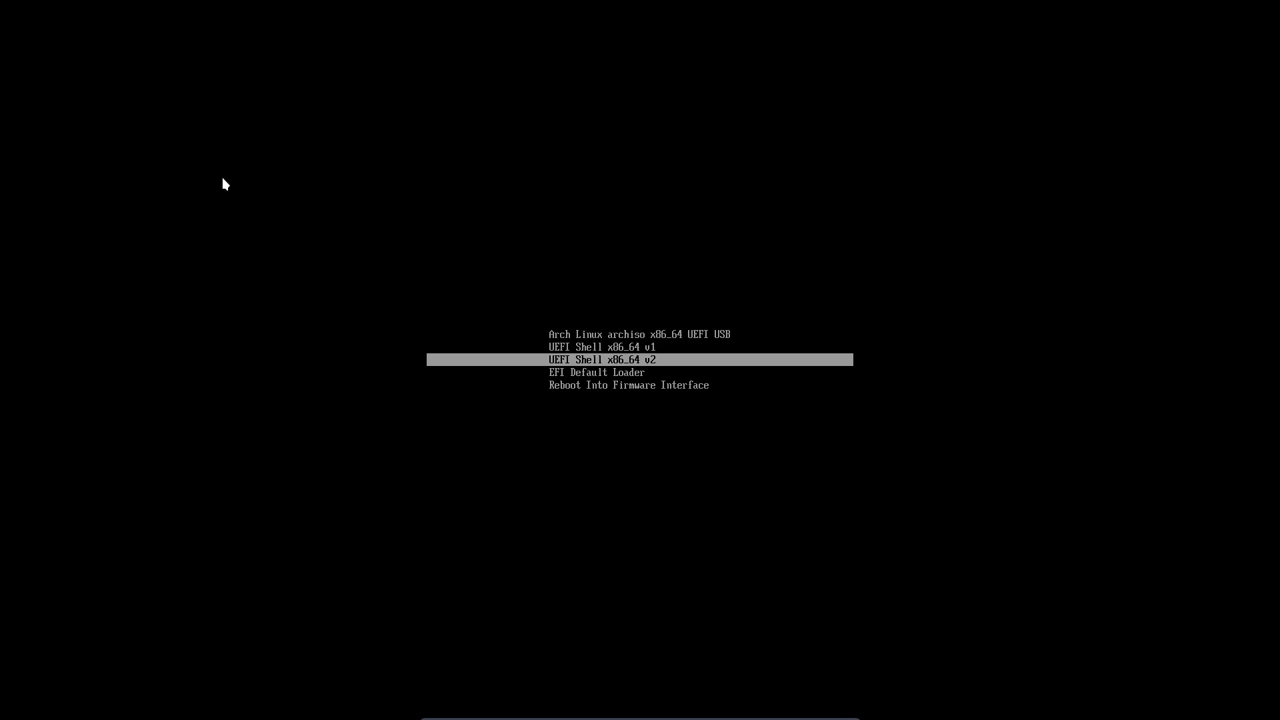 Arch Linux archiso x86_64 UEFI USB
UEFI Shell x86_64 v1
UEFI Shell x86_64 v2
EFI Default Loader
Reboot Into Firmware Interface